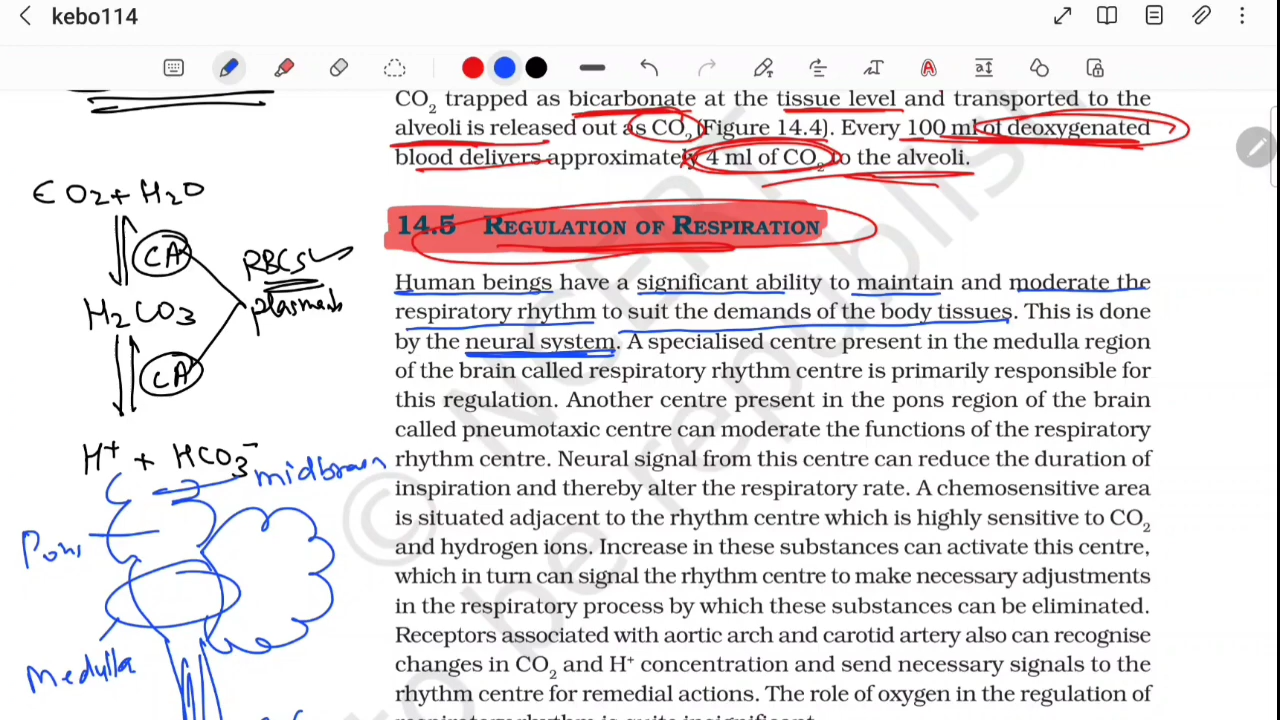 kebo114
CO2 trapped as bicarbonate at the tissue level and transported to the
alveoli is released out as CO2 (Figure 14.4). Every 100 ml of deoxygenated
blood delivers approximately 4 ml of CO2 to the alveoli.
14.5 REGULATION OF RESPIRATION
Human beings have a significant ability to maintain and moderate the
respiratory rhythm to suit the demands of the body tissues. This is done
by the neural system. A specialised centre present in the medulla region
of the brain called respiratory rhythm centre is primarily responsible for
this regulation. Another centre present in the pons region of the brain
called pneumotaxic centre can moderate the functions of the respiratory
rhythm centre. Neural signal from this centre can reduce the duration of
inspiration and thereby alter the respiratory rate. A chemosensitive area
is situated adjacent to the rhythm centre which is highly sensitive to CO2
and hydrogen ions. Increase in these substances can activate this centre,
which in turn can signal the rhythm centre to make necessary adjustments
in the respiratory process by which these substances can be eliminated.
Receptors associated with aortic arch and carotid artery also can recognise
changes in CO2 and H+ concentration and send necessary signals to the
rhythm centre for remedial actions. The role of oxygen in the regulation of
respiratory rhythm is quite insignificant.
CO2 + H2O
CA
RBCs
H2CO3
CA
H+ + HCO3-
midbrain
Pons
Medulla
© NCERT
be republish